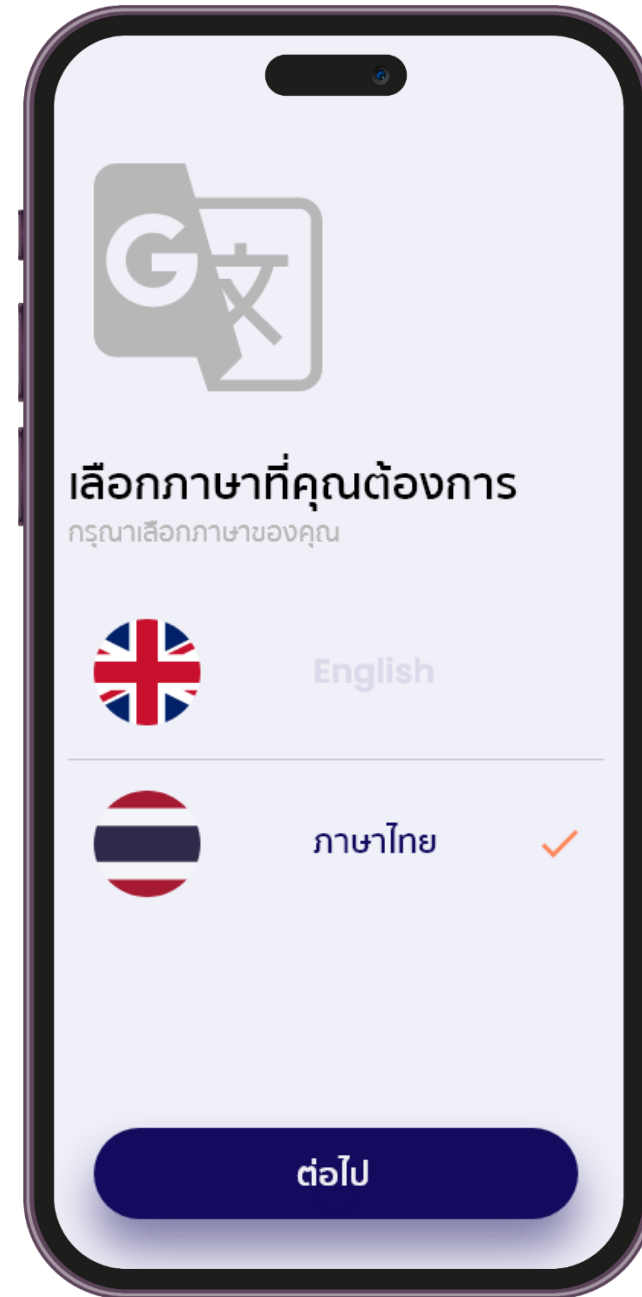 G文
เลือกภาษาที่คุณต้องการ
กรุณาเลือกภาษาของคุณ
English
ภาษาไทย
ต่อไป